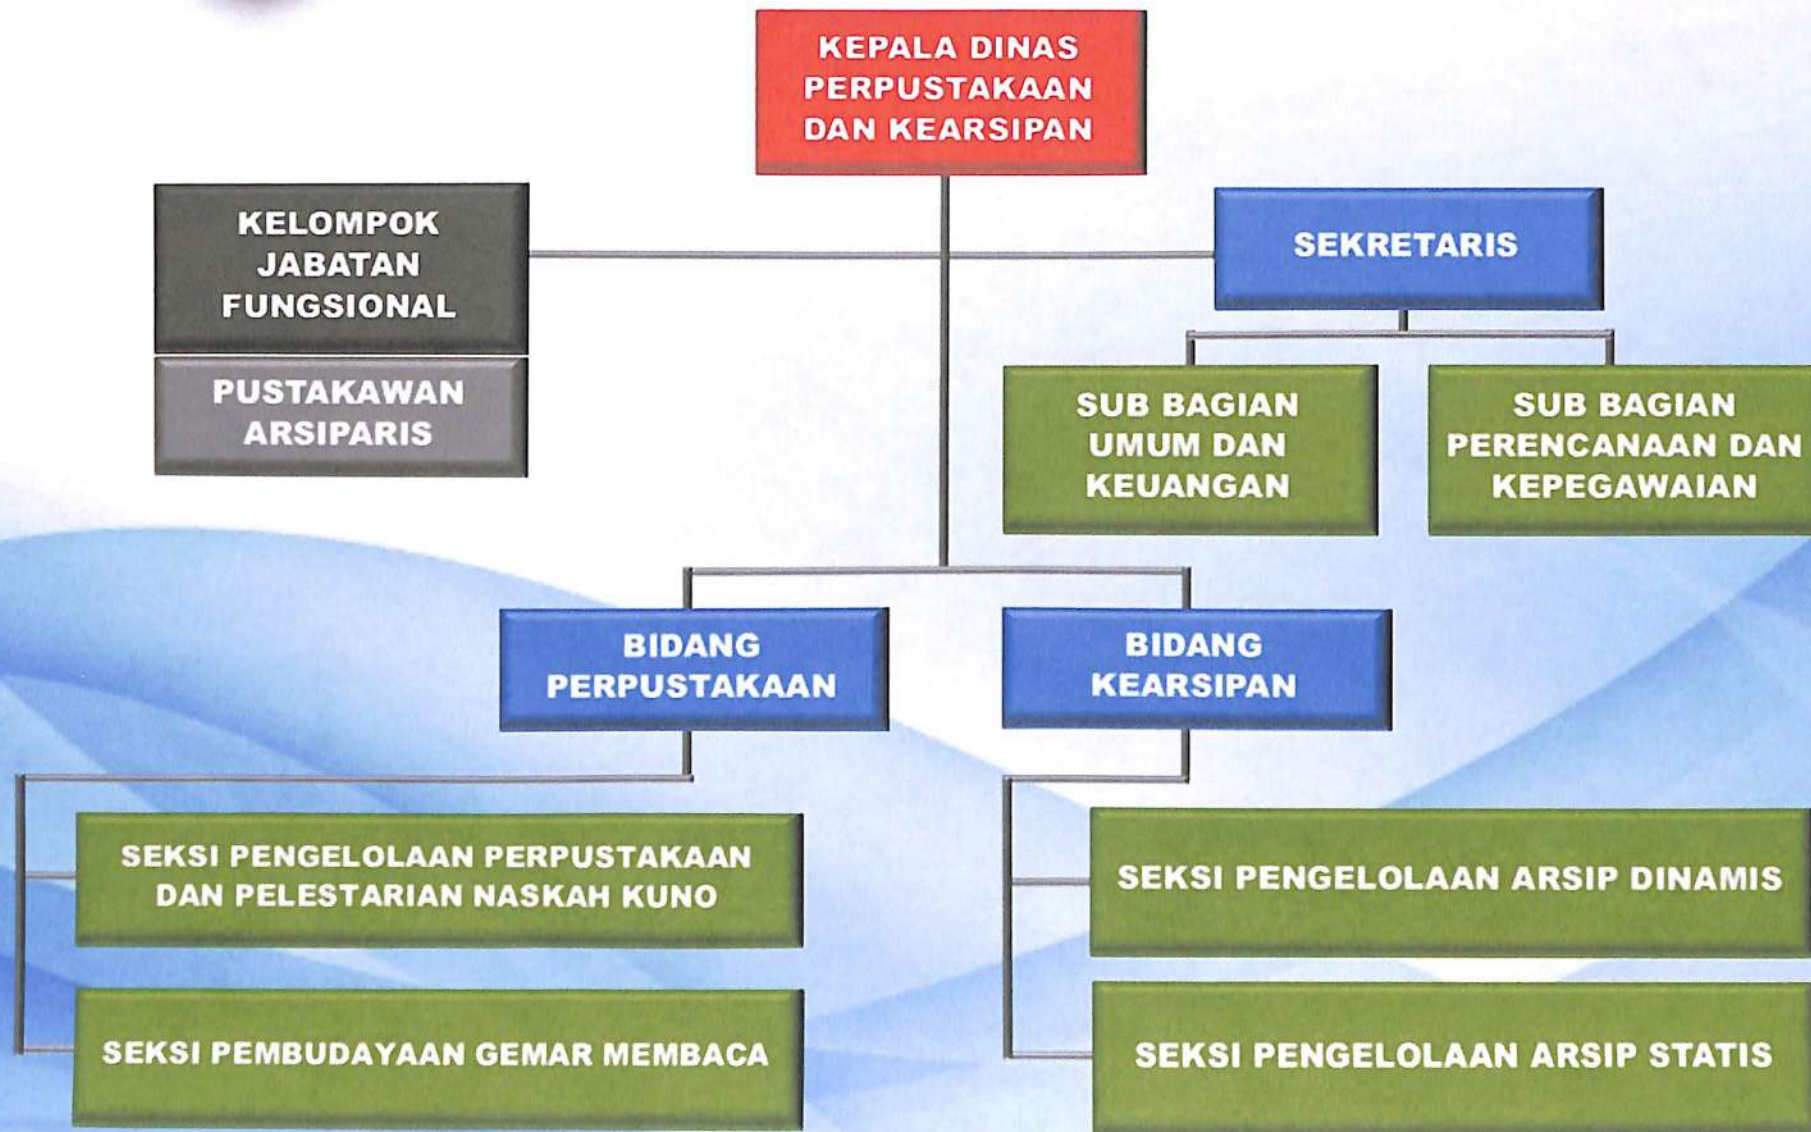 KEPALA DINAS
PERPUSTAKAAN
DAN KEARSIPAN
KELOMPOK
JABATAN
FUNGSIONAL
PUSTAKAWAN
ARSIPARIS
SEKRETARIS
SUB BAGIAN
UMUM DAN
KEUANGAN
SUB BAGIAN
PERENCANAAN DAN
KEPEGAWAIAN
BIDANG
PERPUSTAKAAN
BIDANG
KEARSIPAN
SEKSI PENGELOLAAN PERPUSTAKAAN
DAN PELESTARIAN NASKAH KUNO
SEKSI PEMBUDAYAAN GEMAR MEMBACA
SEKSI PENGELOLAAN ARSIP DINAMIS
SEKSI PENGELOLAAN ARSIP STATIS